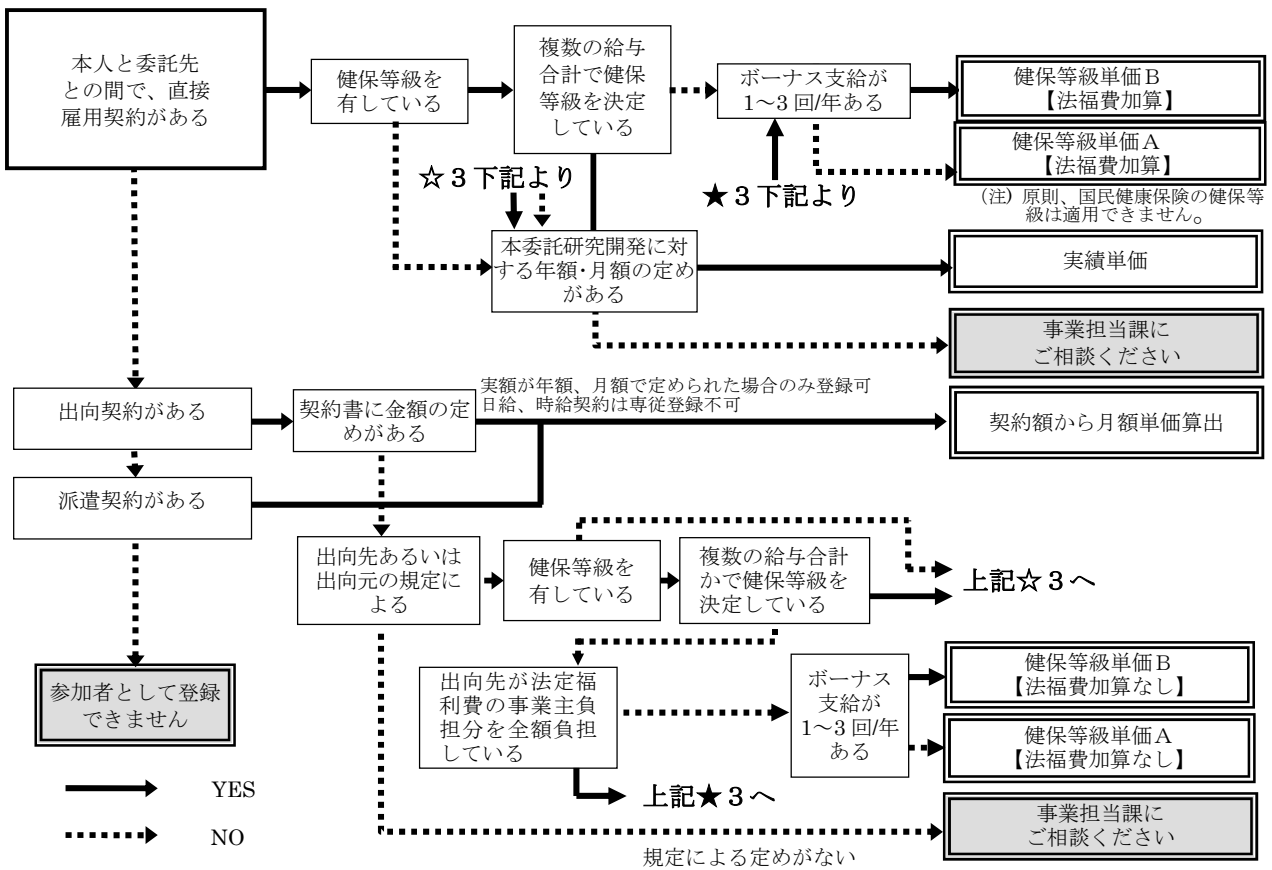 本人と委託先
との間で、直接
雇用契約がある
健保等級を
有している
複数の給与
合計で健保
等級を決定
している
ボーナス支給が
1～3 回/年ある
健保等級単価B
【法福費加算】
健保等級単価A
【法福費加算】
(注) 原則、国民健康保険の健保等
級は適用できません。
☆３下記より
★３下記より
本委託研究開発に対
する年額･月額の定め
がある
実績単価
事業担当課に
ご相談ください
出向契約がある
契約書に金額の定
めがある
実額が年額、月額で定められた場合のみ登録可
日給、時給契約は専従登録不可
契約額から月額単価算出
派遣契約がある
出向先あるいは
出向元の規定に
よる
健保等級を
有している
複数の給与合計
かで健保等級を
決定している
上記☆３へ
参加者として登録
できません
出向先が法定福
利費の事業主負
担分を全額負担
している
ボーナス
支給が
1～3 回/年
ある
健保等級単価B
【法福費加算なし】
健保等級単価A
【法福費加算なし】
上記★３へ
YES
NO
事業担当課に
ご相談ください
規定による定めがない